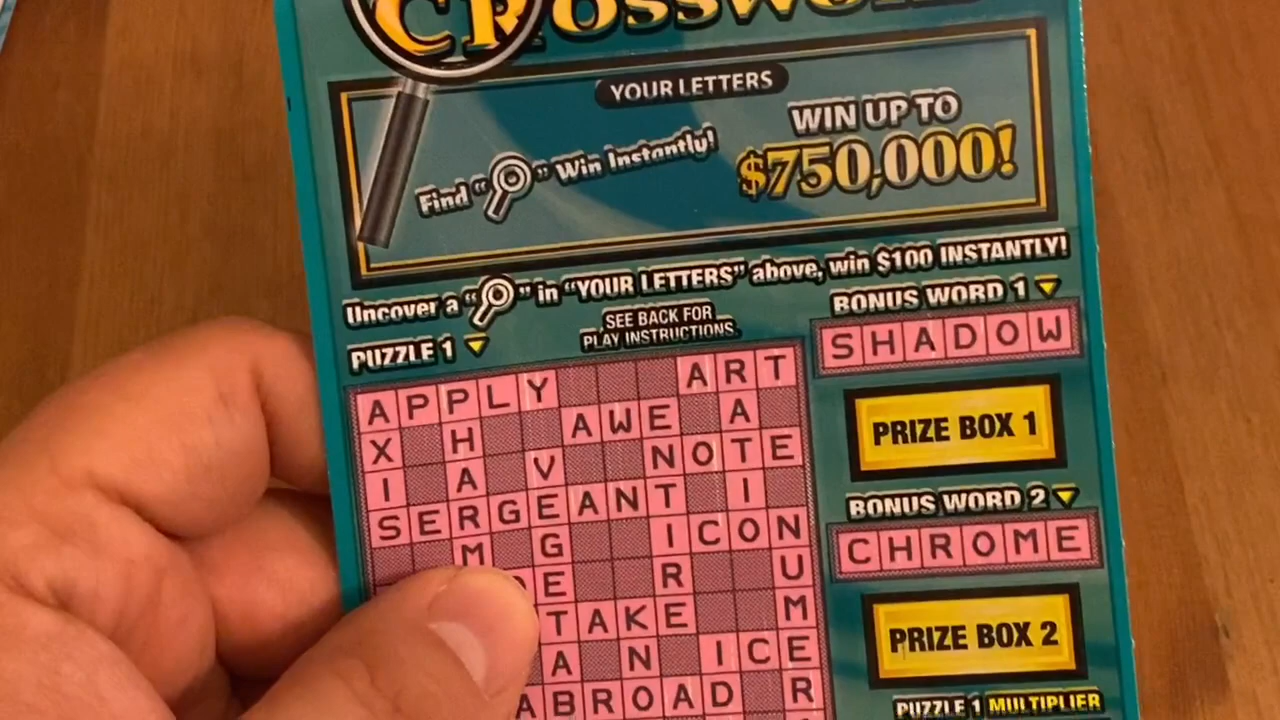 CROSSWORD
YOUR LETTERS
Find "🔍" Win Instantly!
WIN UP TO
$750,000!
Uncover a "🔍" in "YOUR LETTERS" above, win $100 INSTANTLY!
PUZZLE 1
SEE BACK FOR
PLAY INSTRUCTIONS.
BONUS WORD 1
SHADOW
PRIZE BOX 1
BONUS WORD 2
CHROME
PRIZE BOX 2
PUZZLE 1 MULTIPLIER
APPLY ART
X H AWE A
I A V NOTE
SERGEANT I
M G I CON
E R U
TAKE M
A N ICE
ABROAD R